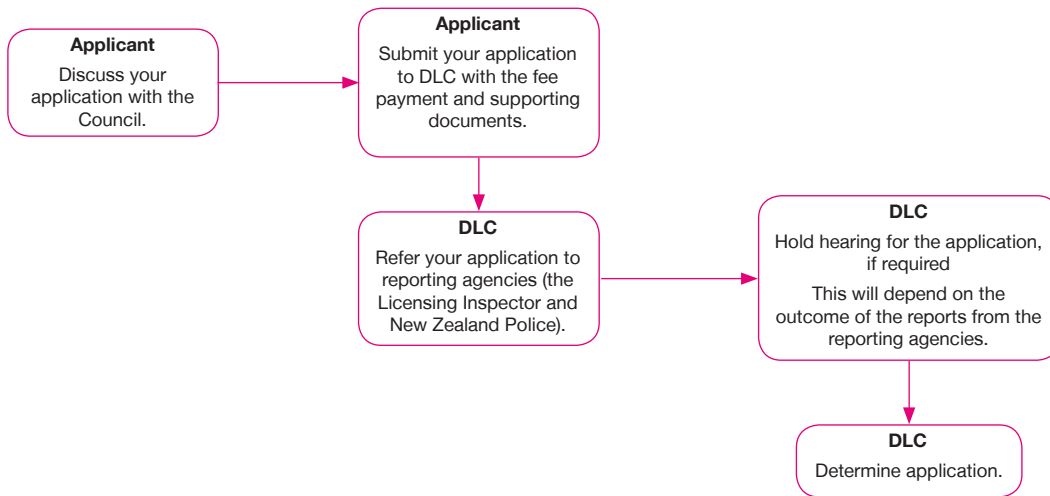 Applicant
Discuss your
application with the
Council.
Applicant
Submit your application
to DLC with the fee
payment and supporting
documents.
DLC
Refer your application to
reporting agencies (the
Licensing Inspector and
New Zealand Police).
DLC
Hold hearing for the application,
if required
This will depend on the
outcome of the reports from the
reporting agencies.
DLC
Determine application.